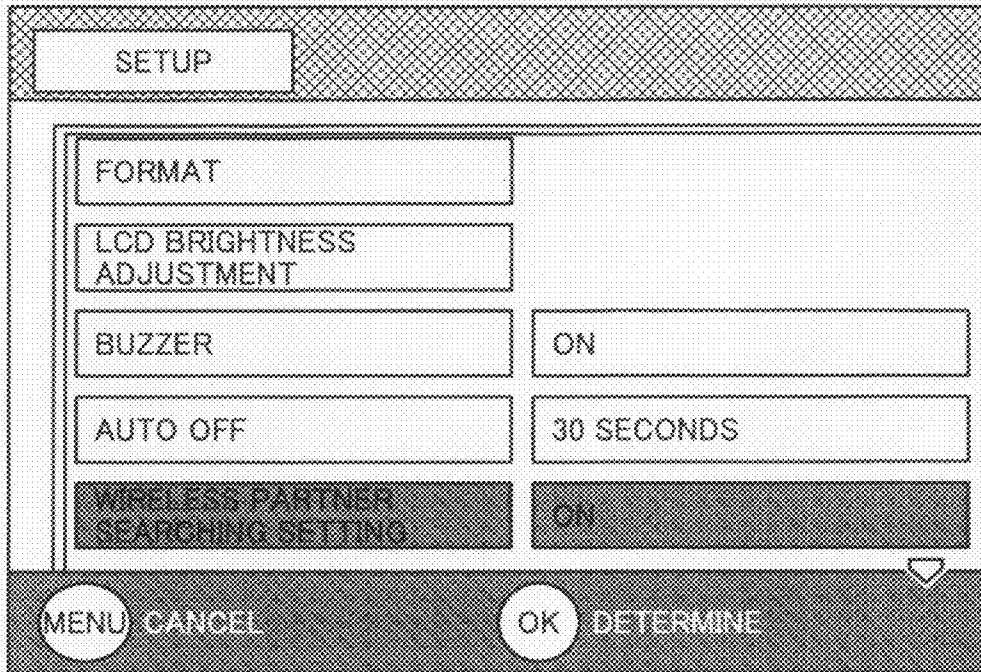 SETUP
FORMAT
LCD BRIGHTNESS
ADJUSTMENT
BUZZER ON
AUTO OFF 30 SECONDS
WIRELESS PARTNER
SEARCHING SETTING ON
MENU CANCEL OK DETERMINE